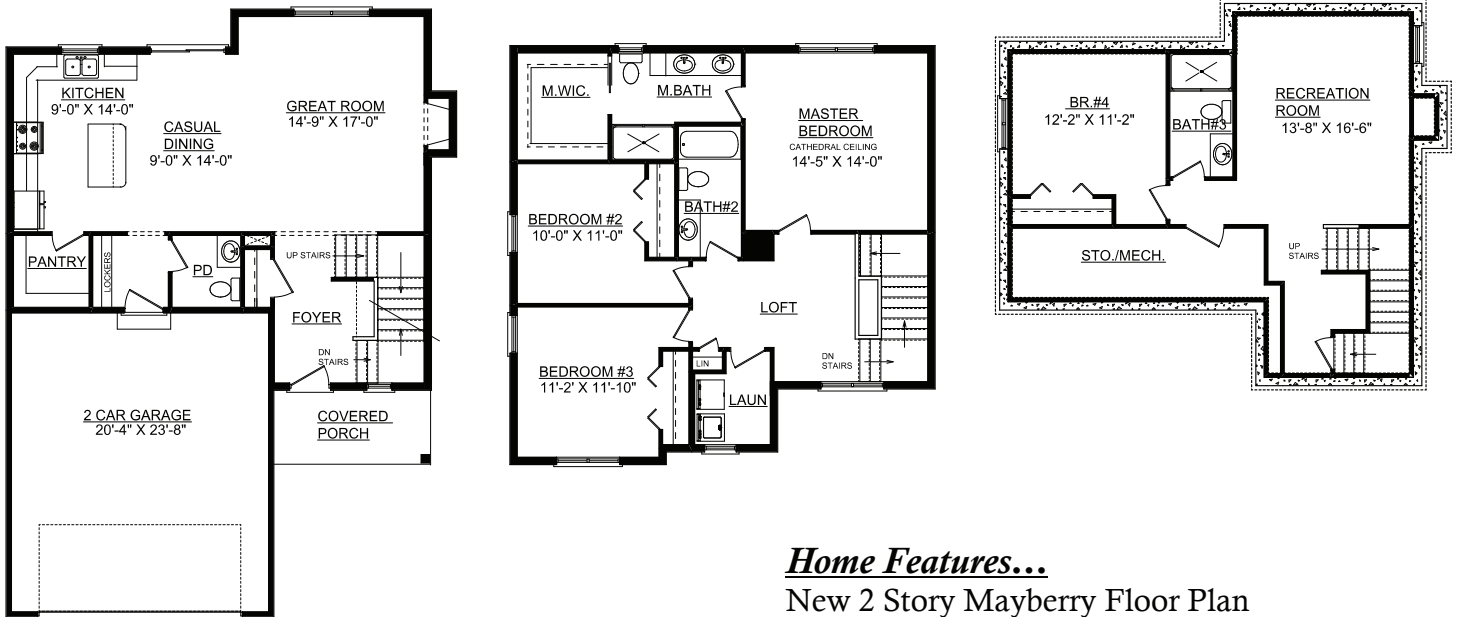 KITCHEN
9'-0" X 14'-0"
CASUAL
DINING
9'-0" X 14'-0"
GREAT ROOM
14'-9" X 17'-0"
PANTRY
LOCKERS
PD
UP STAIRS
FOYER
DN
STAIRS
2 CAR GARAGE
20'-4" X 23'-8"
COVERED
PORCH
M.WIC.
M.BATH
MASTER
BEDROOM
CATHEDRAL CEILING
14'-5" X 14'-0"
BEDROOM #2
10'-0" X 11'-0"
BATH#2
LOFT
DN
STAIRS
BEDROOM #3
11'-2' X 11'-10"
LIN
LAUN
BR.#4
12'-2" X 11'-2"
BATH#3
RECREATION
ROOM
13'-8" X 16'-6"
STO./MECH.
UP
STAIRS
Home Features...
New 2 Story Mayberry Floor Plan